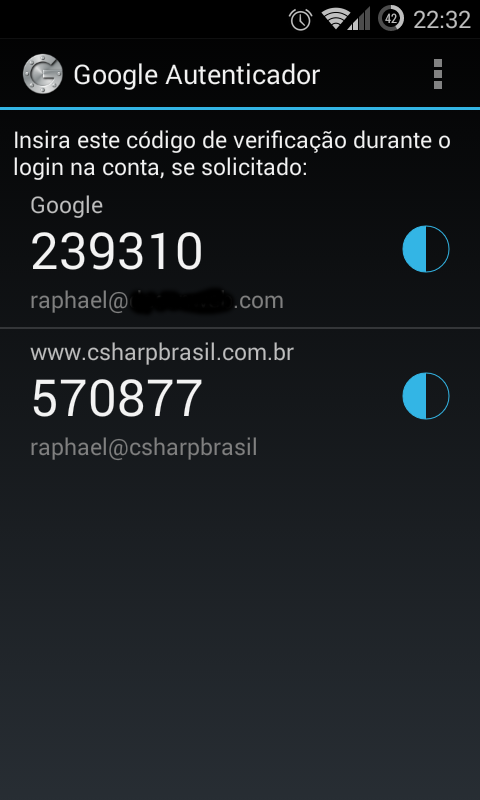 42 22:32
Google Autenticador
Insira este código de verificação durante o
login na conta, se solicitado:
Google
239310
raphael@ .com
www.csharpbrasil.com.br
570877
raphael@csharpbrasil